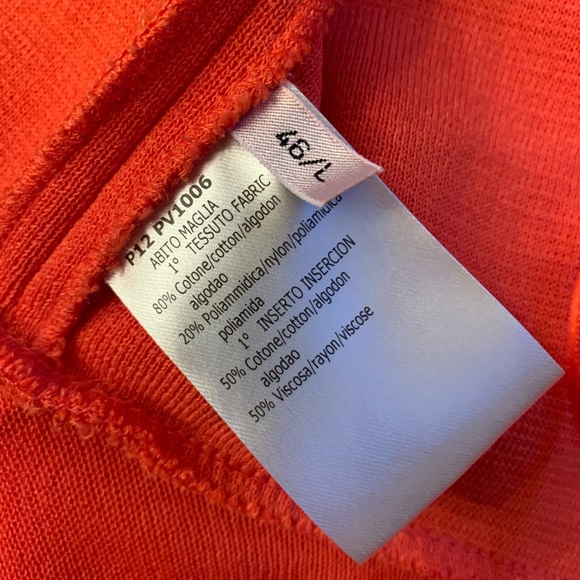 46/L
P12 PV1006
ABITO MAGLIA
1° TESSUTO FABRIC
80% Cotone/cotton/algodon
algodao
20% Poliammidica/nylon/poliamidica
poliamida
1° INSERTO INSERCION
50% Cotone/cotton/algodon
algodao
50% Viscosa/rayon/viscose